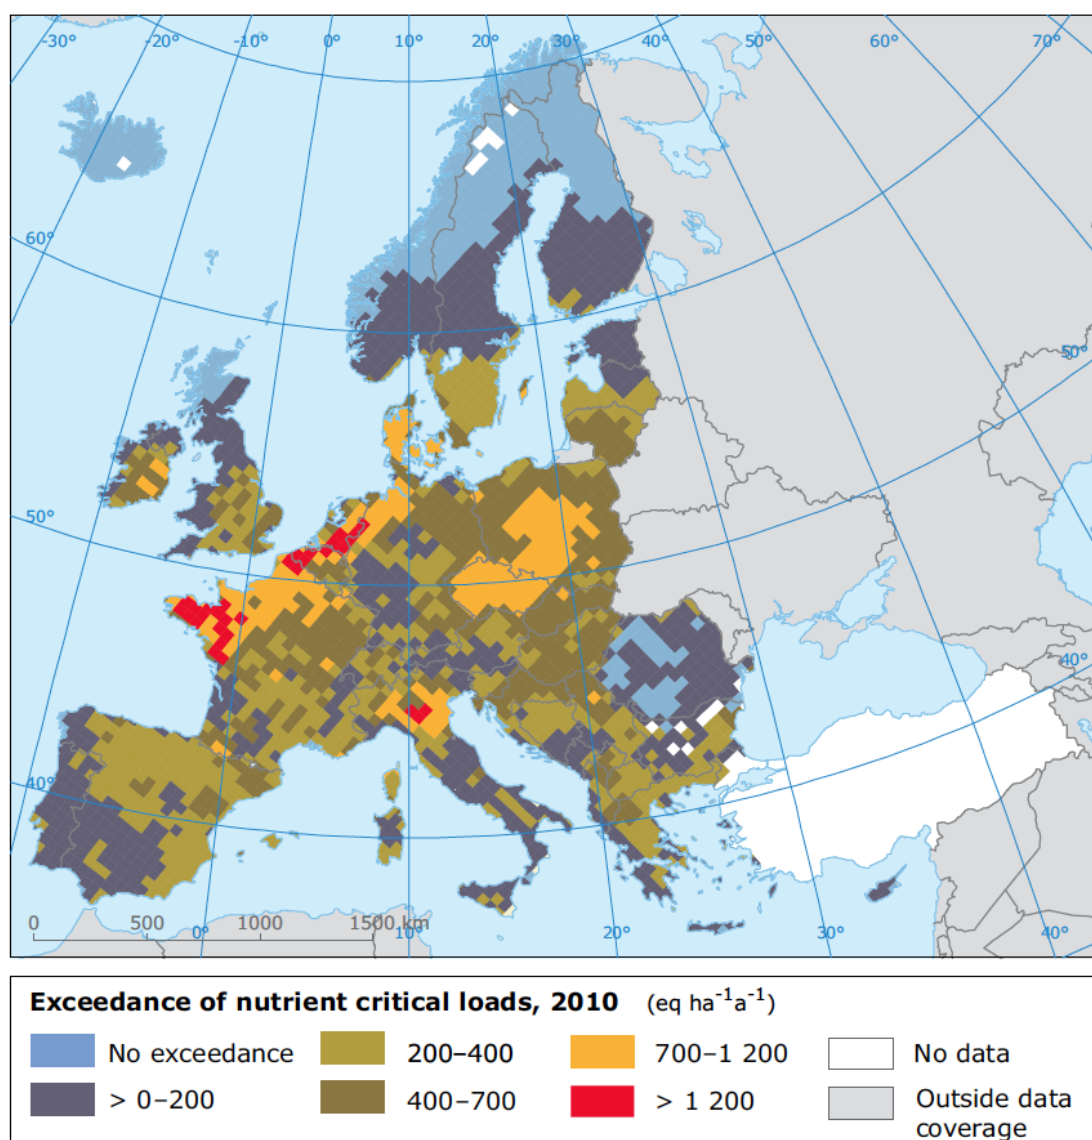 -30° -20° -10° 0° 10° 20° 30° 40° 50° 60° 70°
60°
50°
50°
40°
40°
0 500 1000 1500 km
0° 10° 20° 30° 40°
Exceedance of nutrient critical loads, 2010 (eq ha⁻¹a⁻¹)
No exceedance 200–400 700–1 200 No data
> 0–200 400–700 > 1 200 Outside data
coverage